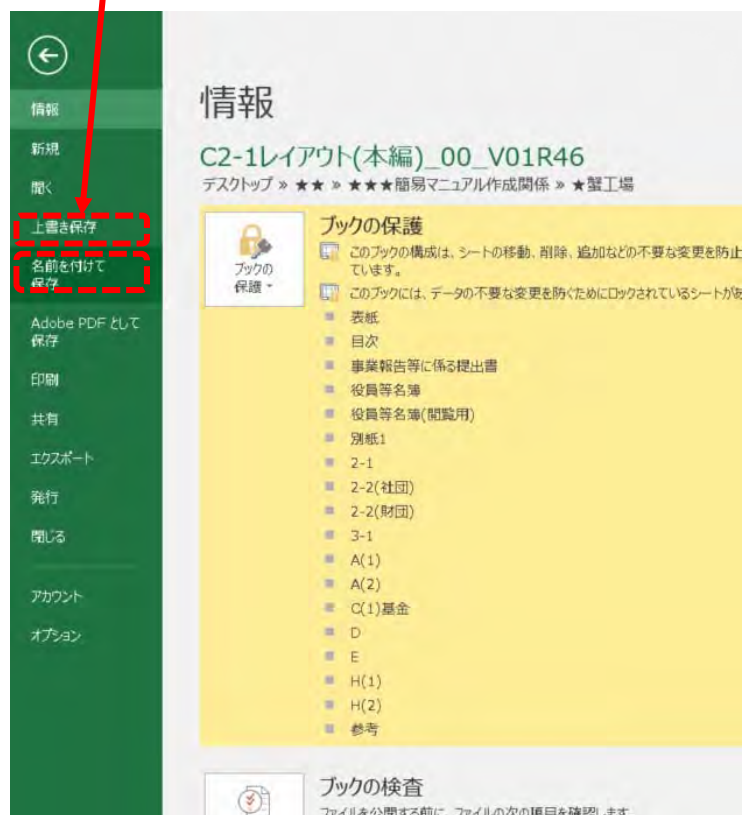 情報
新規
開く
上書き保存
名前を付けて
保存
Adobe PDF として
保存
印刷
共有
エクスポート
発行
閉じる
アカウント
オプション
情報
C2-1レイアウト(本編)_00_V01R46
デスクトップ » ★★ » ★★★簡易マニュアル作成関係 » ★蟹工場
ブックの
保護
ブックの保護
このブックの構成は、シートの移動、削除、追加などの不要な変更を防止
ています。
このブックには、データの不要な変更を防ぐためにロックされているシートが
表紙
目次
事業報告等に係る提出書
役員等名簿
役員等名簿(閲覧用)
別紙1
2-1
2-2(社団)
2-2(財団)
3-1
A(1)
A(2)
C(1)基金
D
E
H(1)
H(2)
参考
ブックの検査
ファイルを公開する前に、ファイルの次の項目を確認します